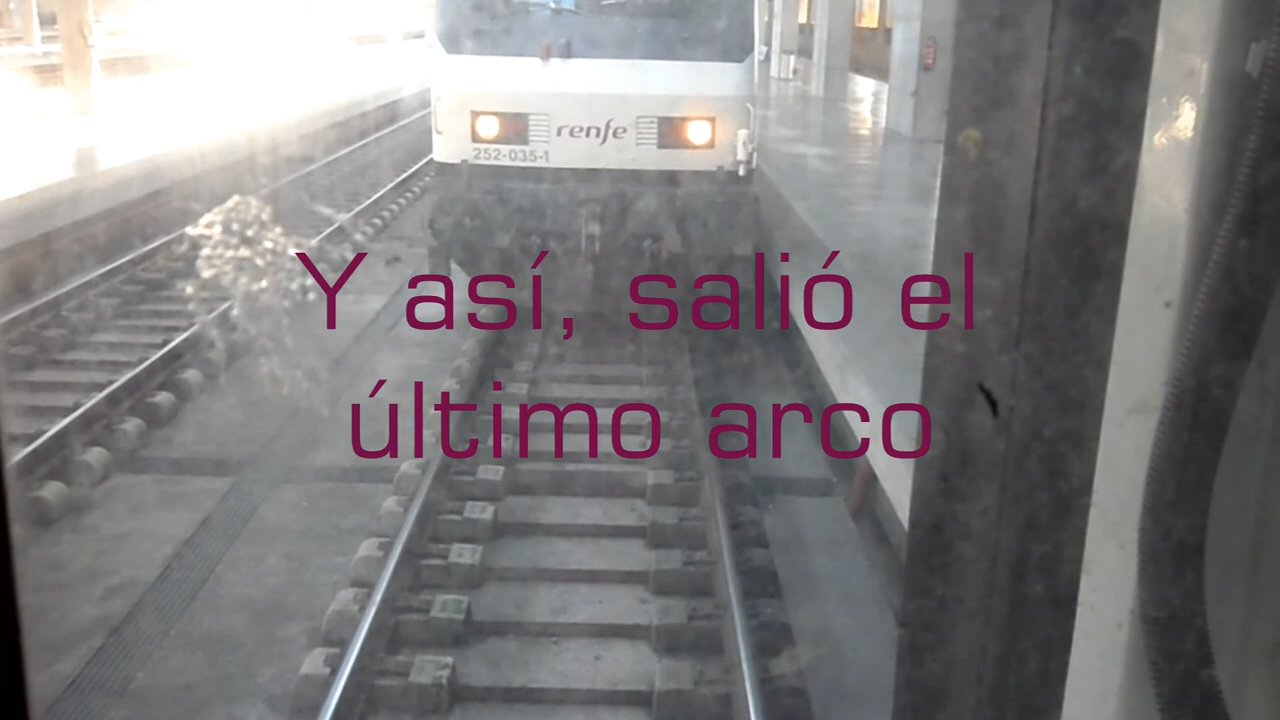 renfe
252-035-1
Y así, salió el
último arco